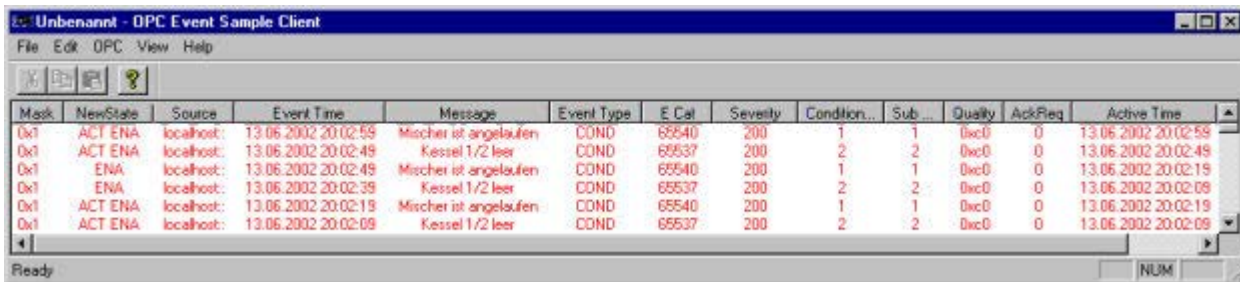 Unbenannt - OPC Event Sample Client
File Edit OPC View Help
Mask NewState Source Event Time Message Event Type E Cat Severity Condition... Sub ... Quality AckReq Active Time
0x1 ACT ENA localhost:: 13.06.2002 20:02:59 Mischer ist angelaufen COND 65540 200 1 1 0xc0 0 13.06.2002 20:02:59
0x1 ACT ENA localhost:: 13.06.2002 20:02:49 Kessel 1/2 leer COND 65537 200 2 2 0xc0 0 13.06.2002 20:02:49
0x1 ENA localhost:: 13.06.2002 20:02:49 Mischer ist angelaufen COND 65540 200 1 1 0xc0 0 13.06.2002 20:02:19
0x1 ENA localhost:: 13.06.2002 20:02:39 Kessel 1/2 leer COND 65537 200 2 2 0xc0 0 13.06.2002 20:02:09
0x1 ACT ENA localhost:: 13.06.2002 20:02:19 Mischer ist angelaufen COND 65540 200 1 1 0xc0 0 13.06.2002 20:02:19
0x1 ACT ENA localhost:: 13.06.2002 20:02:09 Kessel 1/2 leer COND 65537 200 2 2 0xc0 0 13.06.2002 20:02:09
Ready NUM